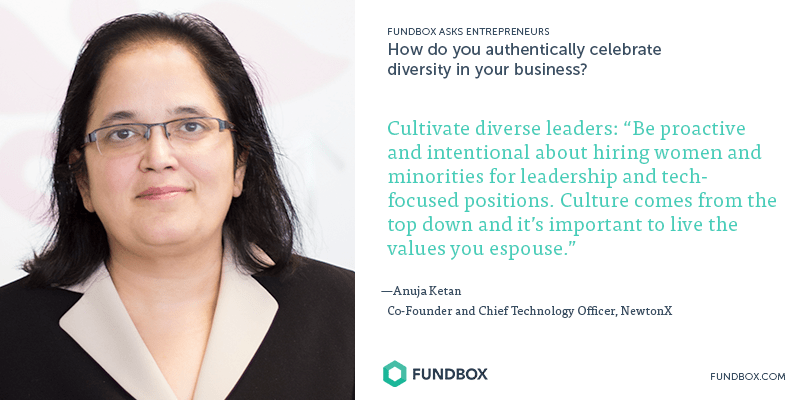 FUNDBOX ASKS ENTREPRENEURS
How do you authentically celebrate
diversity in your business?
Cultivate diverse leaders: “Be proactive
and intentional about hiring women and
minorities for leadership and tech-
focused positions. Culture comes from the
top down and it’s important to live the
values you espouse.”
—Anuja Ketan
Co-Founder and Chief Technology Officer, NewtonX
FUNDBOX
FUNDBOX.COM